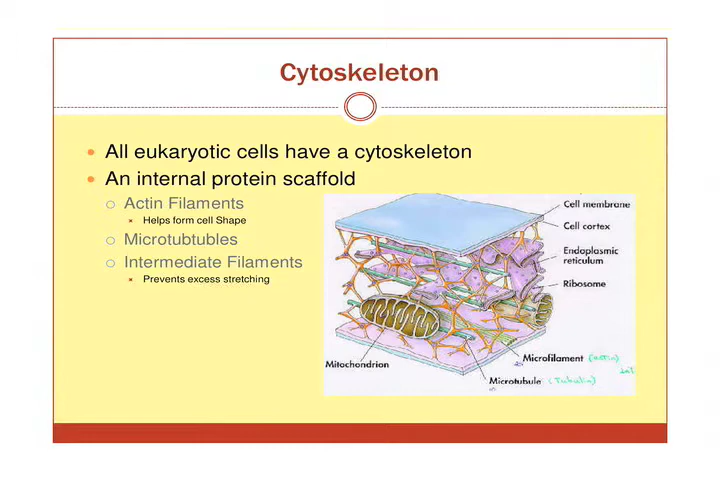 Cytoskeleton
All eukaryotic cells have a cytoskeleton
An internal protein scaffold
Actin Filaments
Helps form cell Shape
Microtubtubles
Intermediate Filaments
Prevents excess stretching
Cell membrane
Cell cortex
Endoplasmic
reticulum
Ribosome
Mitochondrion
Microfilament (actin)
Microtubule (Tubulin)